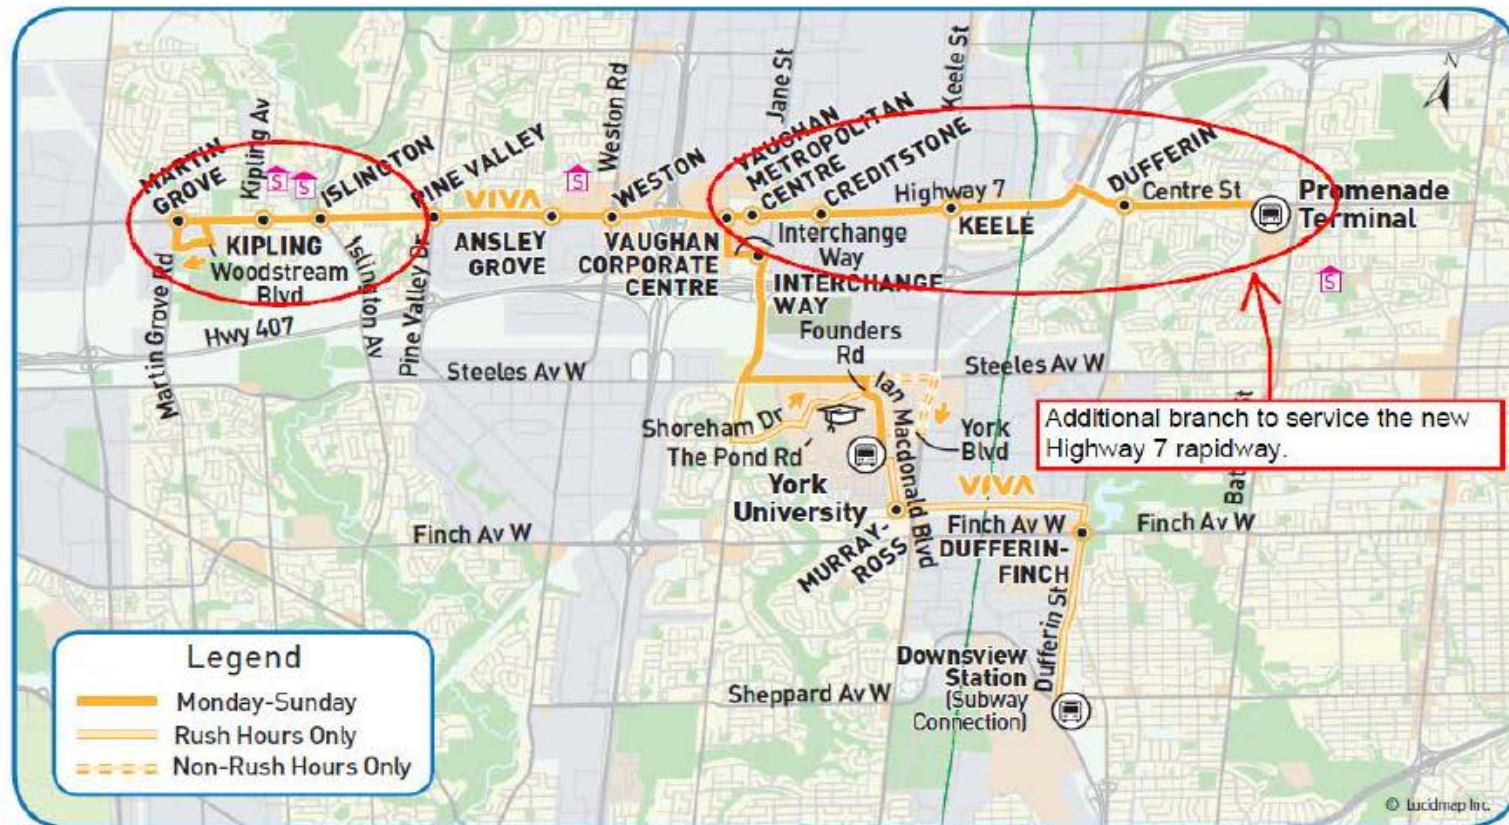 Kipling Av
Weston Rd
Jane St
Keele St
N
MARTIN
GROVE
ISLINGTON
PINE VALLEY
VIVA
WESTON
VAUGHAN
METROPOLITAN
CENTRE
CREDITSTONE
Highway 7
DUFFERIN
Centre St
Promenade
Terminal
S
S
S
S
KIPLING
Woodstream
Blvd
Islington Av
Pine Valley Dr
ANSLEY
GROVE
VAUGHAN
CORPORATE
CENTRE
Interchange
Way
KEELE
INTERCHANGE
WAY
Martin Grove Rd
Hwy 407
Founders
Rd
Steeles Av W
Steeles Av W
Ian Macdonald Blvd
Shoreham Dr
The Pond Rd
York
Blvd
Additional branch to service the new
Highway 7 rapidway.
York
University
VIVA
Finch Av W
MURRAY-
ROSS
Finch Av W
Finch Av W
DUFFERIN-
FINCH
Dufferin St
Downsview
Station
(Subway
Connection)
Sheppard Av W
Legend
Monday-Sunday
Rush Hours Only
Non-Rush Hours Only
© Lucidmap Inc.